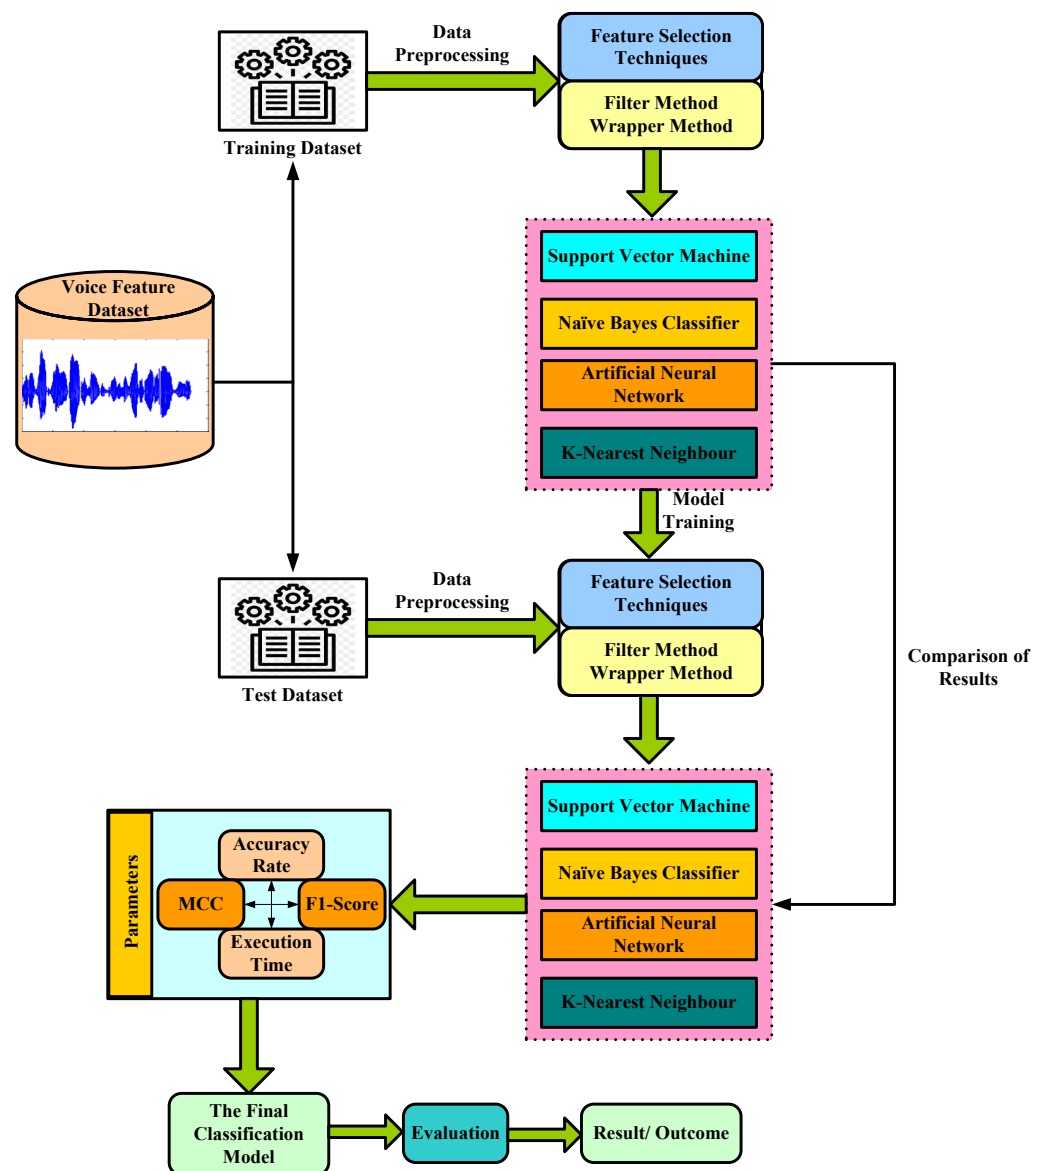 Data
Preprocessing
Feature Selection
Techniques
Filter Method
Wrapper Method
Training Dataset
Support Vector Machine
Voice Feature
Dataset
Naïve Bayes Classifier
Artificial Neural
Network
K-Nearest Neighbour
Model
Training
Data
Preprocessing
Feature Selection
Techniques
Filter Method
Wrapper Method
Test Dataset
Comparison of
Results
Support Vector Machine
Naïve Bayes Classifier
Artificial Neural
Network
K-Nearest Neighbour
Parameters
Accuracy
Rate
MCC
F1-Score
Execution
Time
The Final
Classification
Model
Evaluation
Result/ Outcome